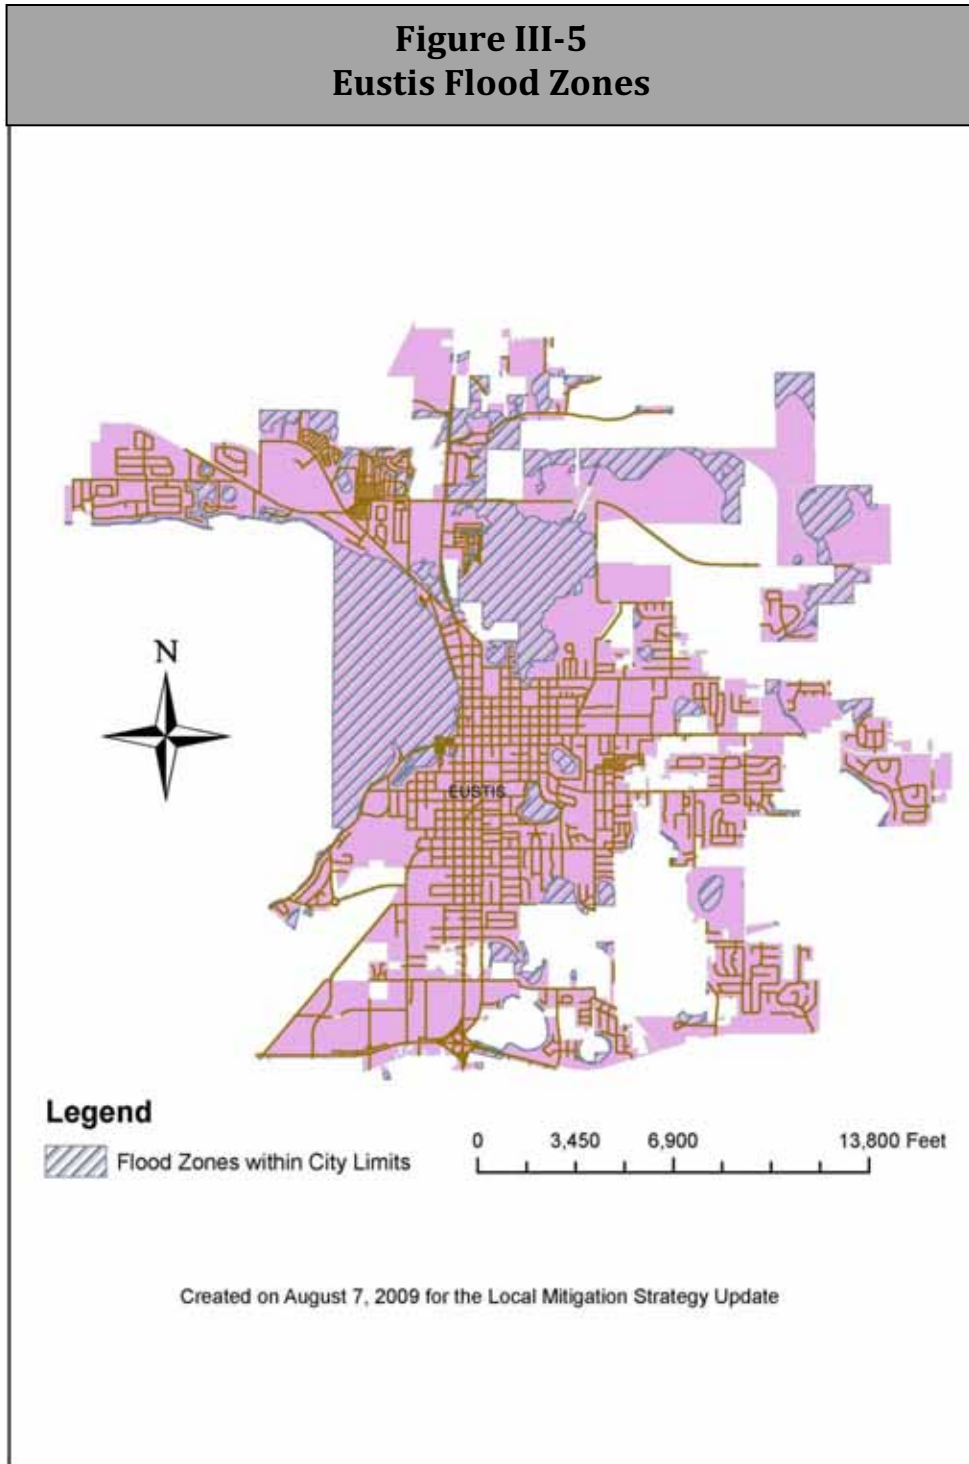 Figure III-5
Eustis Flood Zones
N
EUSTIS
Legend
Flood Zones within City Limits
0 3,450 6,900 13,800 Feet
Created on August 7, 2009 for the Local Mitigation Strategy Update